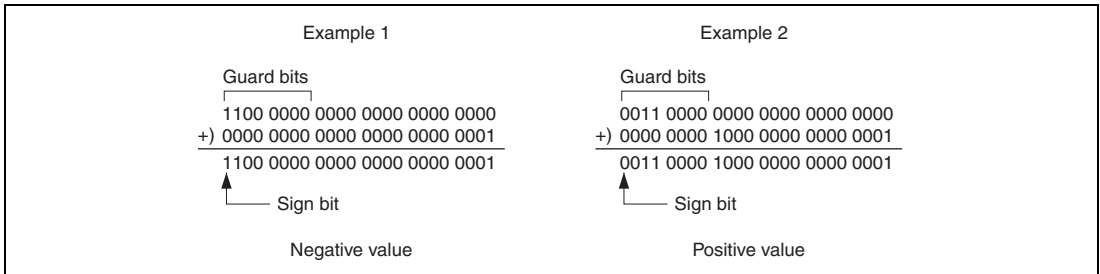 Example 1
Guard bits
1100 0000 0000 0000 0000 0000
+) 0000 0000 0000 0000 0000 0001
1100 0000 0000 0000 0000 0001
Sign bit
Negative value
Example 2
Guard bits
0011 0000 0000 0000 0000 0000
+) 0000 0000 1000 0000 0000 0001
0011 0000 1000 0000 0000 0001
Sign bit
Positive value